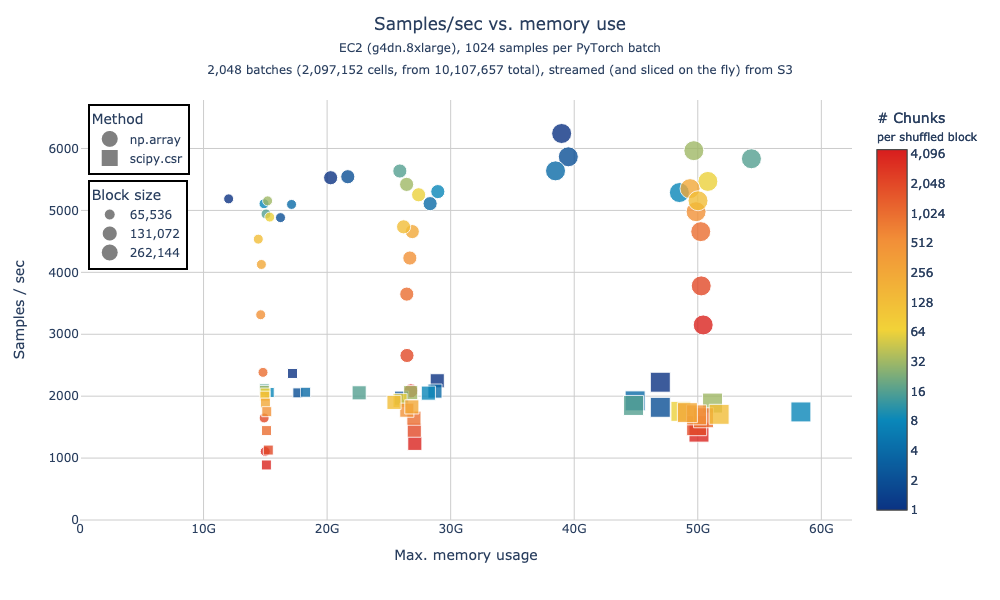 Samples/sec vs. memory use
EC2 (g4dn.8xlarge), 1024 samples per PyTorch batch
2,048 batches (2,097,152 cells, from 10,107,657 total), streamed (and sliced on the fly) from S3
Method
np.array
scipy.csr
Block size
65,536
131,072
262,144
Samples / sec
6000
5000
4000
3000
2000
1000
0
0
10G
20G
30G
40G
50G
60G
Max. memory usage
# Chunks
per shuffled block
4,096
2,048
1,024
512
256
128
64
32
16
8
4
2
1